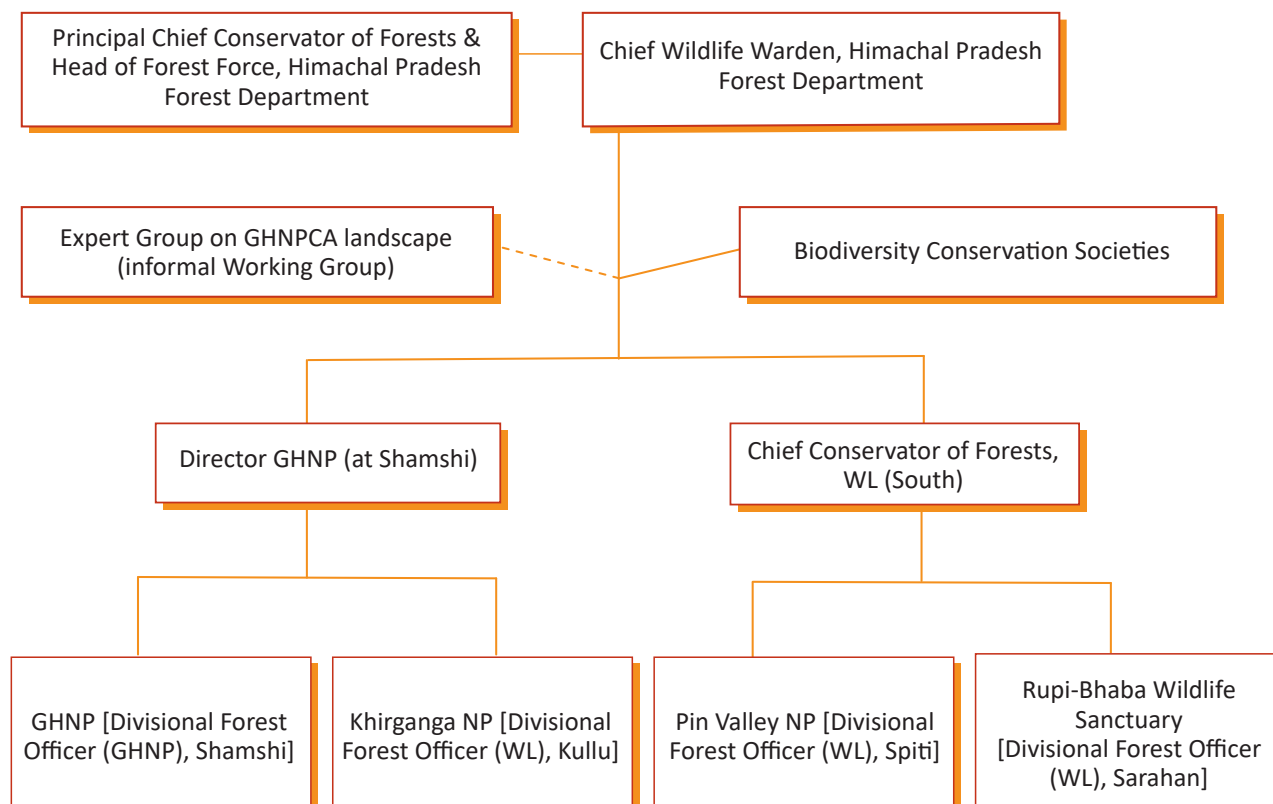 Principal Chief Conservator of Forests &
Head of Forest Force, Himachal Pradesh
Forest Department
Chief Wildlife Warden, Himachal Pradesh
Forest Department
Expert Group on GHNPCA landscape
(informal Working Group)
Biodiversity Conservation Societies
Director GHNP (at Shamshi)
Chief Conservator of Forests,
WL (South)
GHNP [Divisional Forest
Officer (GHNP), Shamshi]
Khirganga NP [Divisional
Forest Officer (WL), Kullu]
Pin Valley NP [Divisional
Forest Officer (WL), Spiti]
Rupi-Bhaba Wildlife
Sanctuary
[Divisional Forest Officer
(WL), Sarahan]